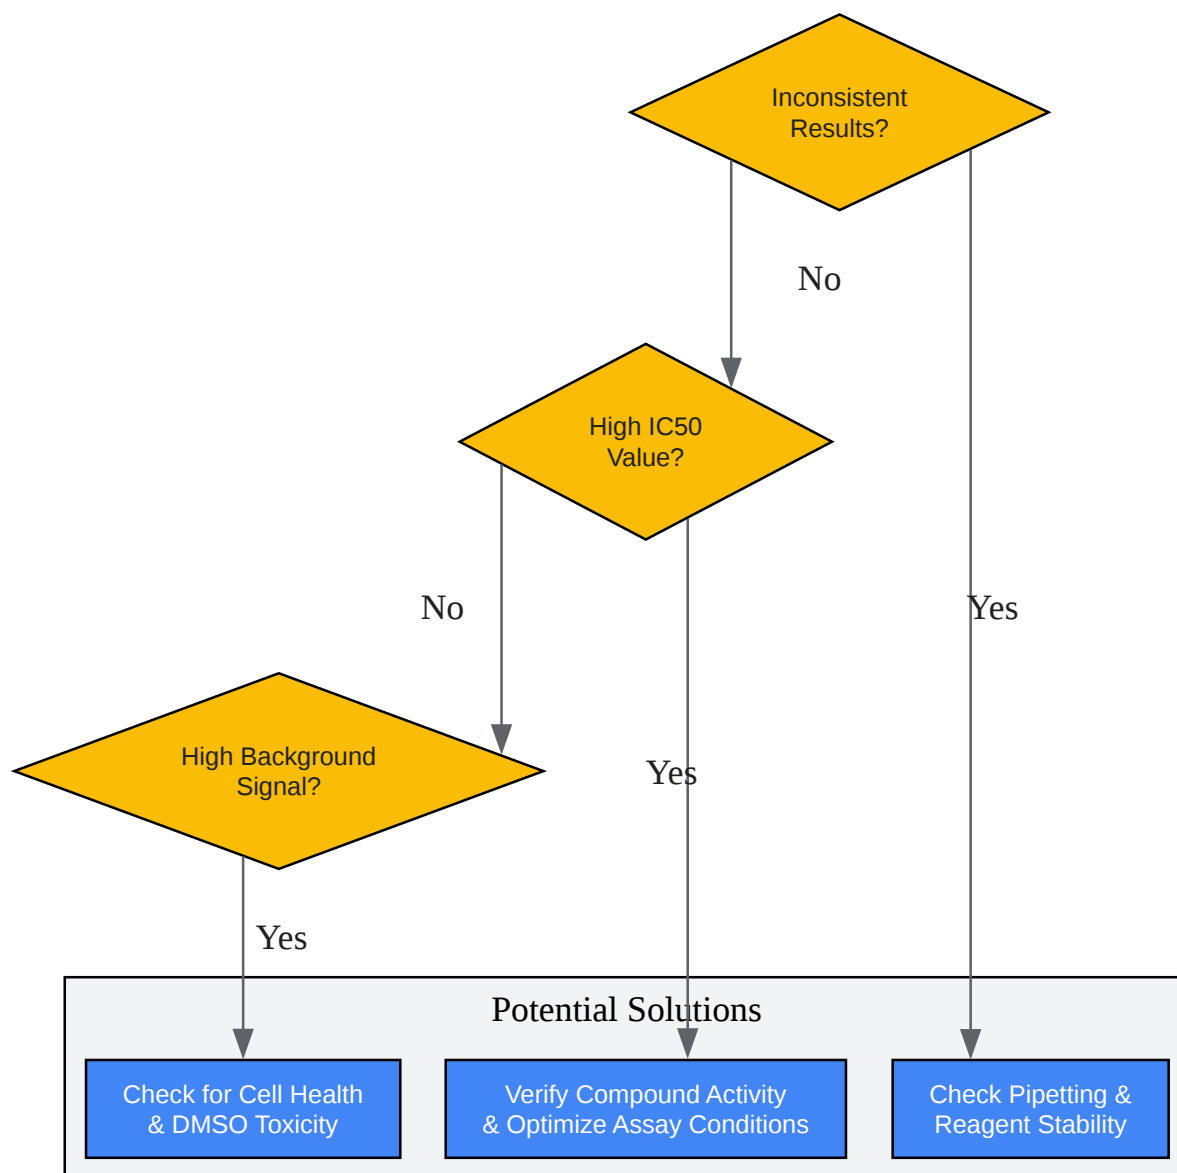 Inconsistent
Results?
No
High IC50
Value?
No
Yes
High Background
Signal?
Yes
Yes
Potential Solutions
Check for Cell Health
& DMSO Toxicity
Verify Compound Activity
& Optimize Assay Conditions
Check Pipetting &
Reagent Stability